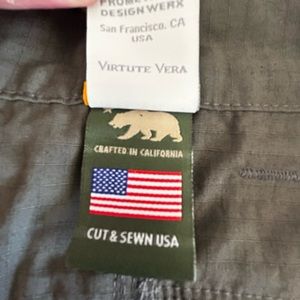 DESIGN WERX
San Francisco, CA
USA
VIRTUTE VERA
CRAFTED IN CALIFORNIA
CUT & SEWN USA